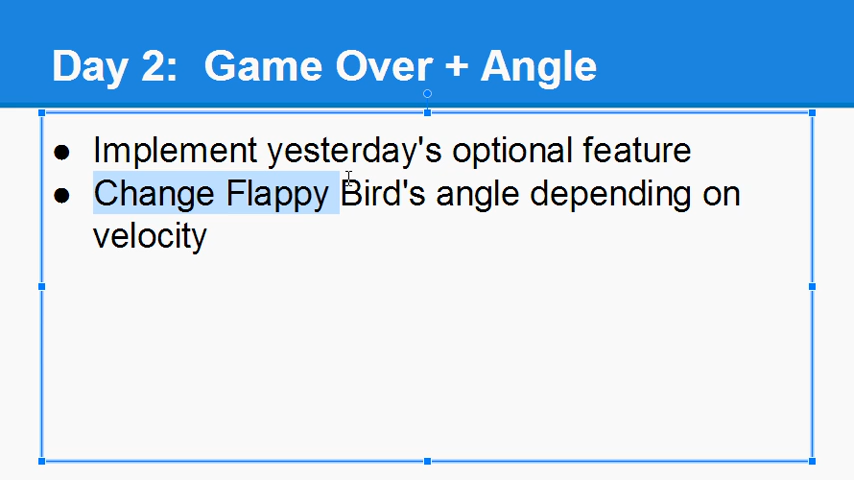 Day 2:  Game Over + Angle
● Implement yesterday's optional feature
● Change Flappy Bird's angle depending on
velocity